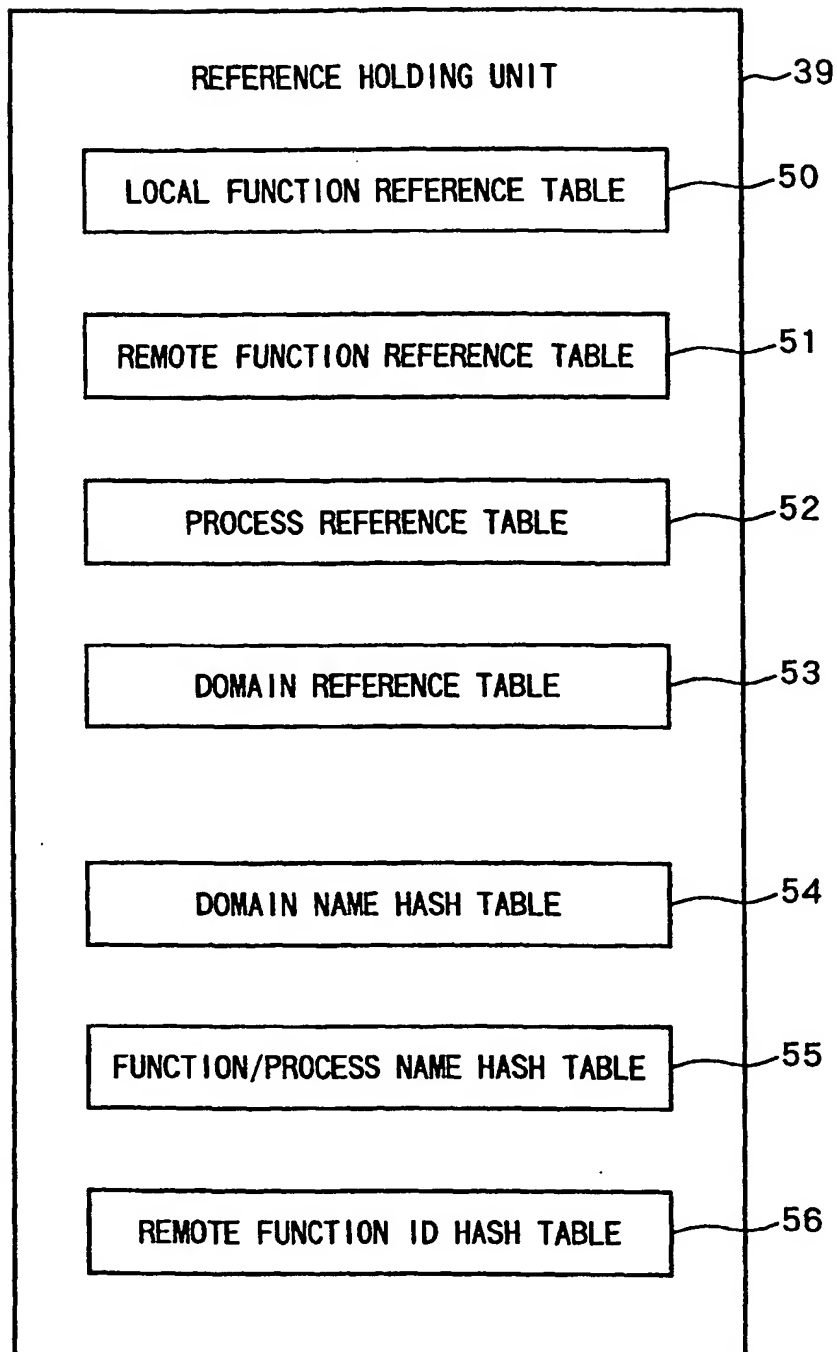 REFERENCE HOLDING UNIT 39
LOCAL FUNCTION REFERENCE TABLE 50
REMOTE FUNCTION REFERENCE TABLE 51
PROCESS REFERENCE TABLE 52
DOMAIN REFERENCE TABLE 53
DOMAIN NAME HASH TABLE 54
FUNCTION/PROCESS NAME HASH TABLE 55
REMOTE FUNCTION ID HASH TABLE 56